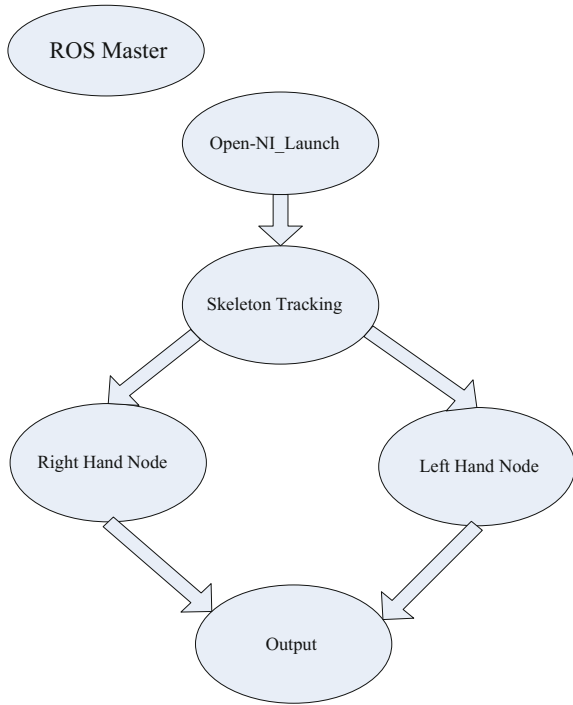 ROS Master
Open-NI_Launch
Skeleton Tracking
Right Hand Node
Left Hand Node
Output